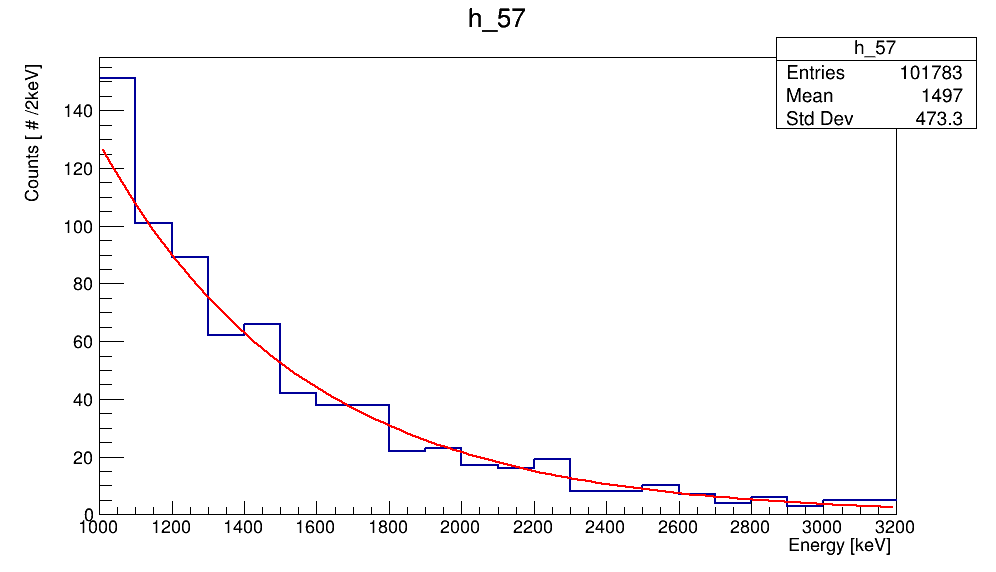 h_57
h_57
Entries 101783
Mean 1497
Std Dev 473.3
Counts [ # /2keV]
140
120
100
80
60
40
20
0
1000 1200 1400 1600 1800 2000 2200 2400 2600 2800 3000 3200
Energy [keV]